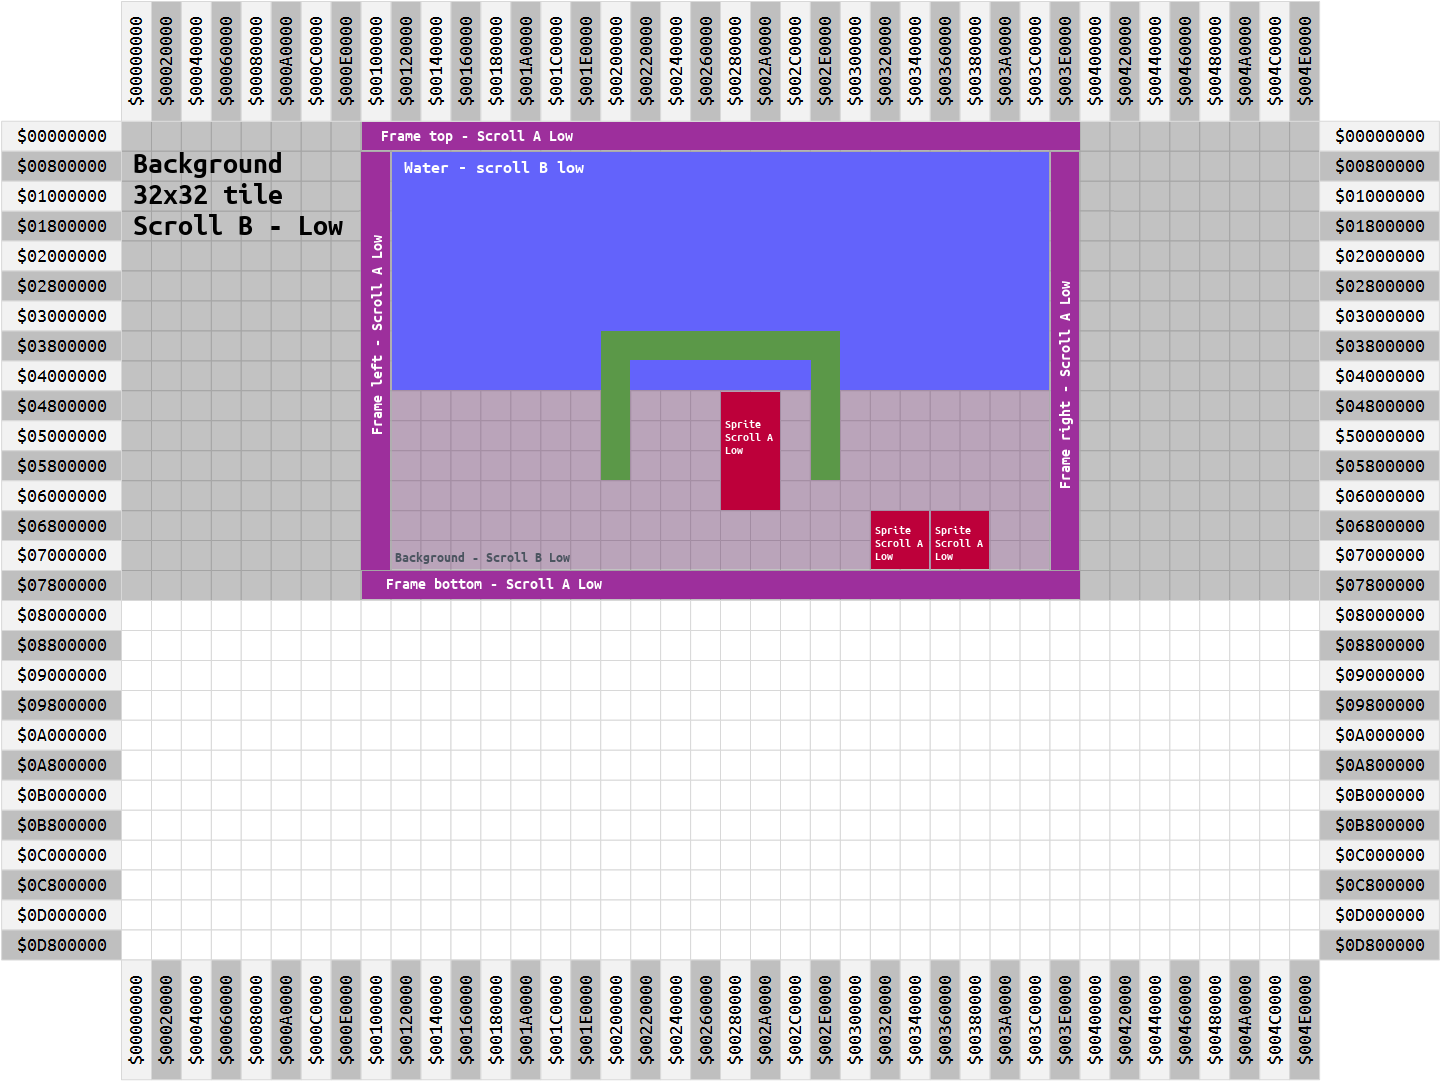 $00000000 $00020000 $00040000 $00060000 $00080000 $000A0000 $000C0000 $000E0000 $00100000 $00120000 $00140000 $00160000 $00180000 $001A0000 $001C0000 $001E0000 $00200000 $00220000 $00240000 $00260000 $00280000 $002A0000 $002C0000 $002E0000 $00300000 $00320000 $00340000 $00360000 $00380000 $003A0000 $003C0000 $003E0000 $00400000 $00420000 $00440000 $00460000 $00480000 $004A0000 $004C0000 $004E0000
$00000000 Frame top - Scroll A Low $00000000
$00800000 $00800000
$01000000 $01000000
$01800000 $01800000
$02000000 $02000000
$02800000 $02800000
$03000000 $03000000
$03800000 $03800000
$04000000 $04000000
$04800000 $04800000
$05000000 $50000000
$05800000 $05800000
$06000000 $06000000
$06800000 $06800000
$07000000 $07000000
$07800000 Frame bottom - Scroll A Low $07800000
Background
32x32 tile
Scroll B - Low
Water - scroll B low
Frame left - Scroll A Low
Frame right - Scroll A Low
Sprite
Scroll A
Low
Sprite
Scroll A
Low
Sprite
Scroll A
Low
Background - Scroll B Low
$08000000 $08000000
$08800000 $08800000
$09000000 $09000000
$09800000 $09800000
$0A000000 $0A000000
$0A800000 $0A800000
$0B000000 $0B000000
$0B800000 $0B800000
$0C000000 $0C000000
$0C800000 $0C800000
$0D000000 $0D000000
$0D800000 $0D800000
$00000000 $00020000 $00040000 $00060000 $00080000 $000A0000 $000C0000 $000E0000 $00100000 $00120000 $00140000 $00160000 $00180000 $001A0000 $001C0000 $001E0000 $00200000 $00220000 $00240000 $00260000 $00280000 $002A0000 $002C0000 $002E0000 $00300000 $00320000 $00340000 $00360000 $00380000 $003A0000 $003C0000 $003E0000 $00400000 $00420000 $00440000 $00460000 $00480000 $004A0000 $004C0000 $004E0000